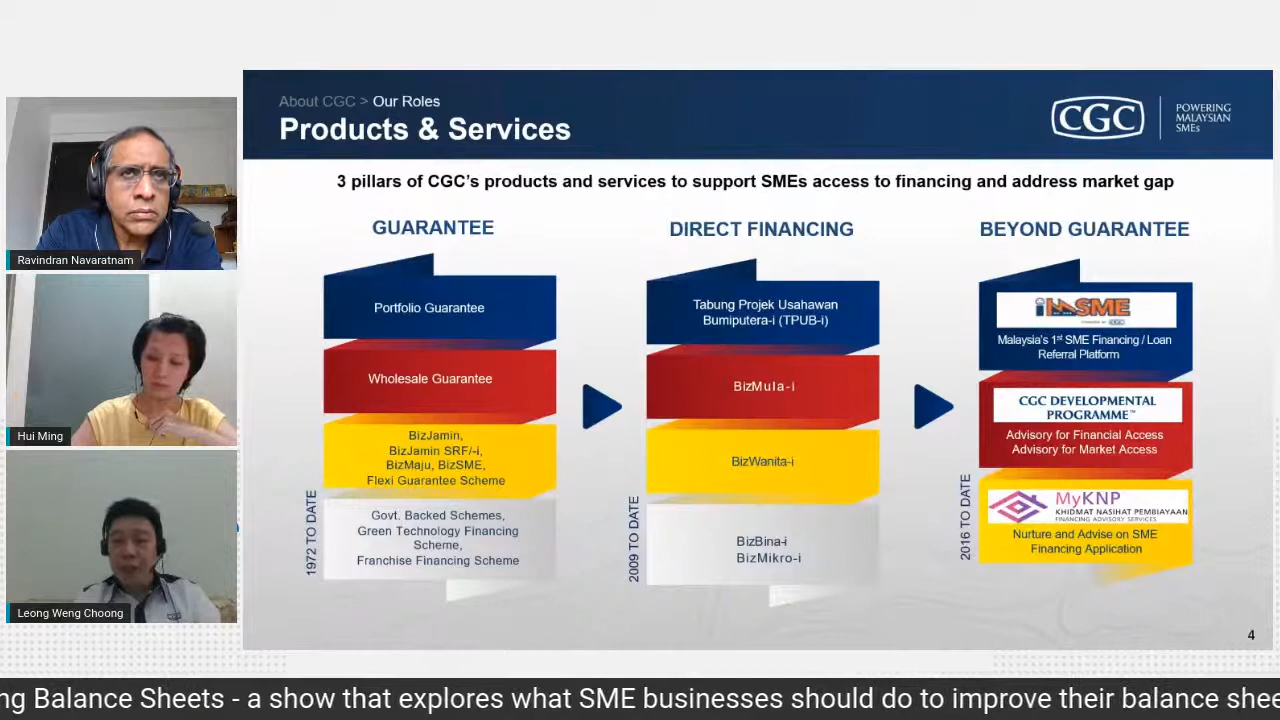 About CGC > Our Roles
Products & Services
CGC
POWERING
MALAYSIAN
SMEs
3 pillars of CGC's products and services to support SMEs access to financing and address market gap
GUARANTEE
Portfolio Guarantee
Wholesale Guarantee
BizJamin,
BizJamin SRF/-i,
BizMaju, BizSME,
Flexi Guarantee Scheme
Govt. Backed Schemes,
Green Technology Financing
Scheme,
Franchise Financing Scheme
1972 TO DATE
DIRECT FINANCING
Tabung Projek Usahawan
Bumiputera-i (TPUB-i)
BizMula-i
BizWanita-i
BizBina-i
BizMikro-i
2009 TO DATE
BEYOND GUARANTEE
imSME
Malaysia's 1st SME Financing / Loan
Referral Platform
CGC DEVELOPMENTAL
PROGRAMME™
Advisory for Financial Access
Advisory for Market Access
MyKNP
KHIDMAT NASIHAT PEMBIAYAAN
FINANCING ADVISORY SERVICES
Nurture and Advise on SME
Financing Application
2016 TO DATE
4
Ravindran Navaratnam
Hui Ming
Leong Weng Choong
ng Balance Sheets - a show that explores what SME businesses should do to improve their balance shee